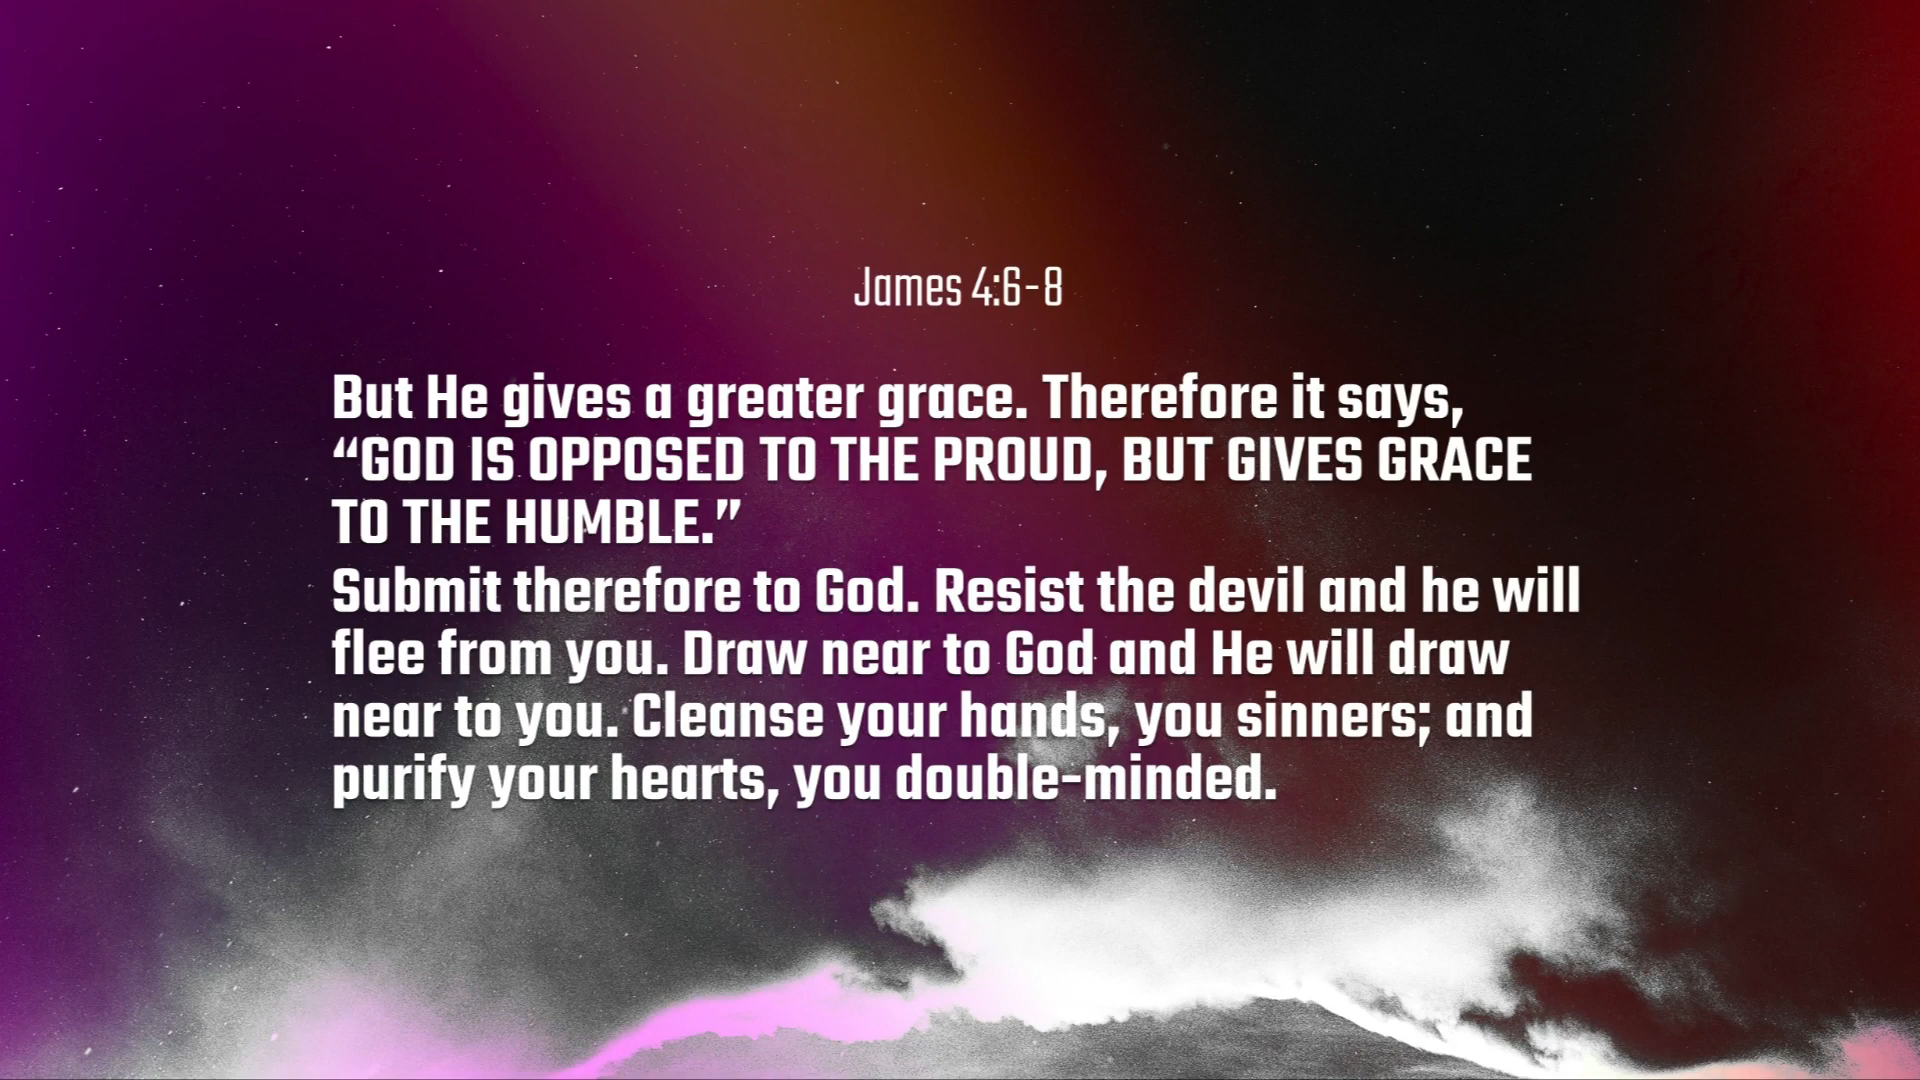 James 4:6-8
But He gives a greater grace. Therefore it says,
“GOD IS OPPOSED TO THE PROUD, BUT GIVES GRACE
TO THE HUMBLE.”
Submit therefore to God. Resist the devil and he will
flee from you. Draw near to God and He will draw
near to you. Cleanse your hands, you sinners; and
purify your hearts, you double-minded.